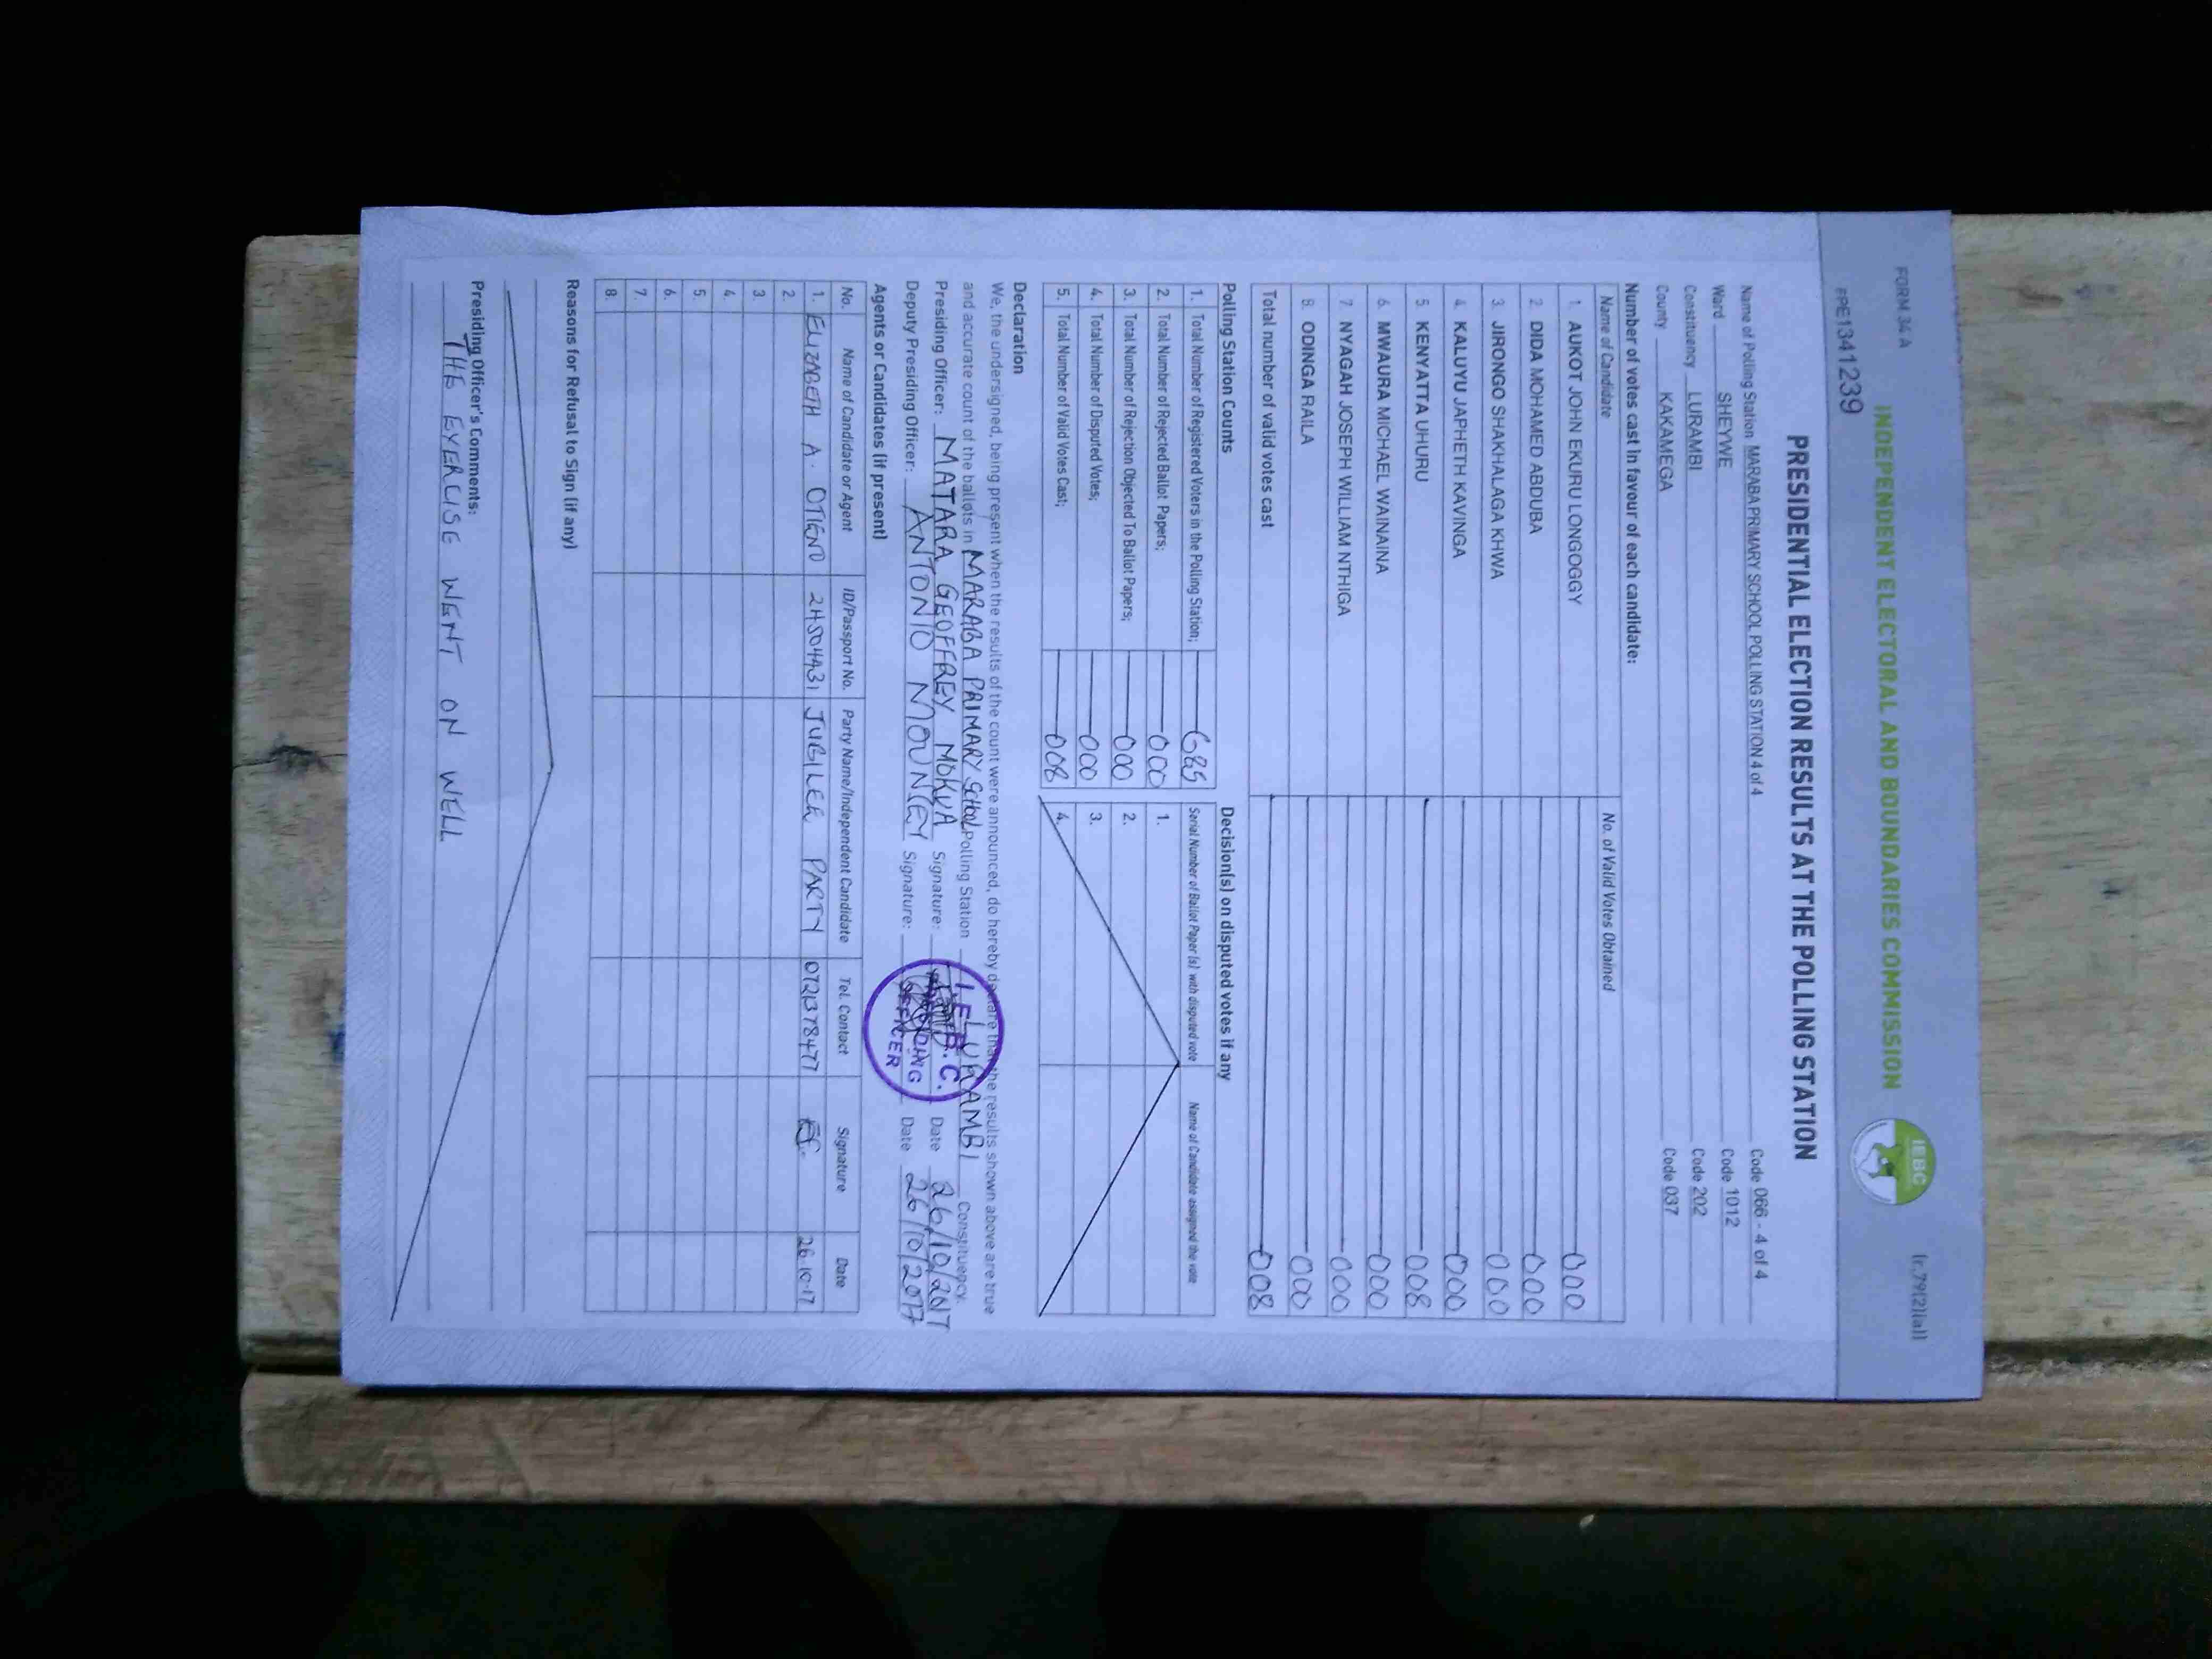 FORM 34A
(r.79(2)(a))
INDEPENDENT ELECTORAL AND BOUNDARIES COMMISSION
IEBC
PRESIDENTIAL ELECTION RESULTS AT THE POLLING STATION
Name of Polling Station MARABA PRIMARY SCHOOL POLLING STATION 4 of 4 Code 066 - 4 of 4
Ward SHEYWE Code 1012
Constituency LURAMBI Code 202
County KAKAMEGA Code 037
Number of votes cast in favour of each candidate:
Name of Candidate No. of Valid Votes Obtained
1. AUKOT JOHN EKURU LONGOGGY 000
2. DIDA MOHAMED ABDUBA 000
3. JIRONGO SHAKHALAGA KHWA 000
4. KALUYU JAPHETH KAVINGA 000
5. KENYATTA UHURU 008
6. MWAURA MICHAEL WAINAINA 000
7. NYAGAH JOSEPH WILLIAM NTHIGA 000
8. ODINGA RAILA 000
Total number of valid votes cast 008
Polling Station Counts
1. Total Number of Registered Voters in the Polling Station;
2. Total Number of Rejected Ballot Papers; 000
3. Total Number of Rejection Objected To Ballot Papers; 000
4. Total Number of Disputed Votes; 000
5. Total Number of Valid Votes Cast; 008
Decision(s) on disputed votes if any
Serial Number of Ballot Paper (s) with disputed vote Name of Candidate assigned the vote
1.
2.
3.
4.
Declaration
We, the undersigned, being present when the results of the count were announced, do hereby declare that the results shown above are true
and accurate count of the ballots in MARABA PRIMARY SCHOOL Polling Station LURAMBI Constituency.
Presiding Officer: MATARA GEOFFREY MOKUA Signature: Date 26/10/2017
Deputy Presiding Officer: ANTONIO Signature: Date 26/10/2017
I.E.B.C.
PRESIDING
OFFICER
Agents or Candidates (if present)
No. Name of Candidate or Agent ID/Passport No. Party Name/Independent Candidate Tel. Contact Signature Date
1. ELIZABETH A. OTIENO JUBILEE PARTY 26.10.17
2.
3
4.
5.
6.
7.
8.
Reasons for Refusal to Sign (if any)
Presiding Officer's Comments:
THE EYERCISE WENT ON WELL